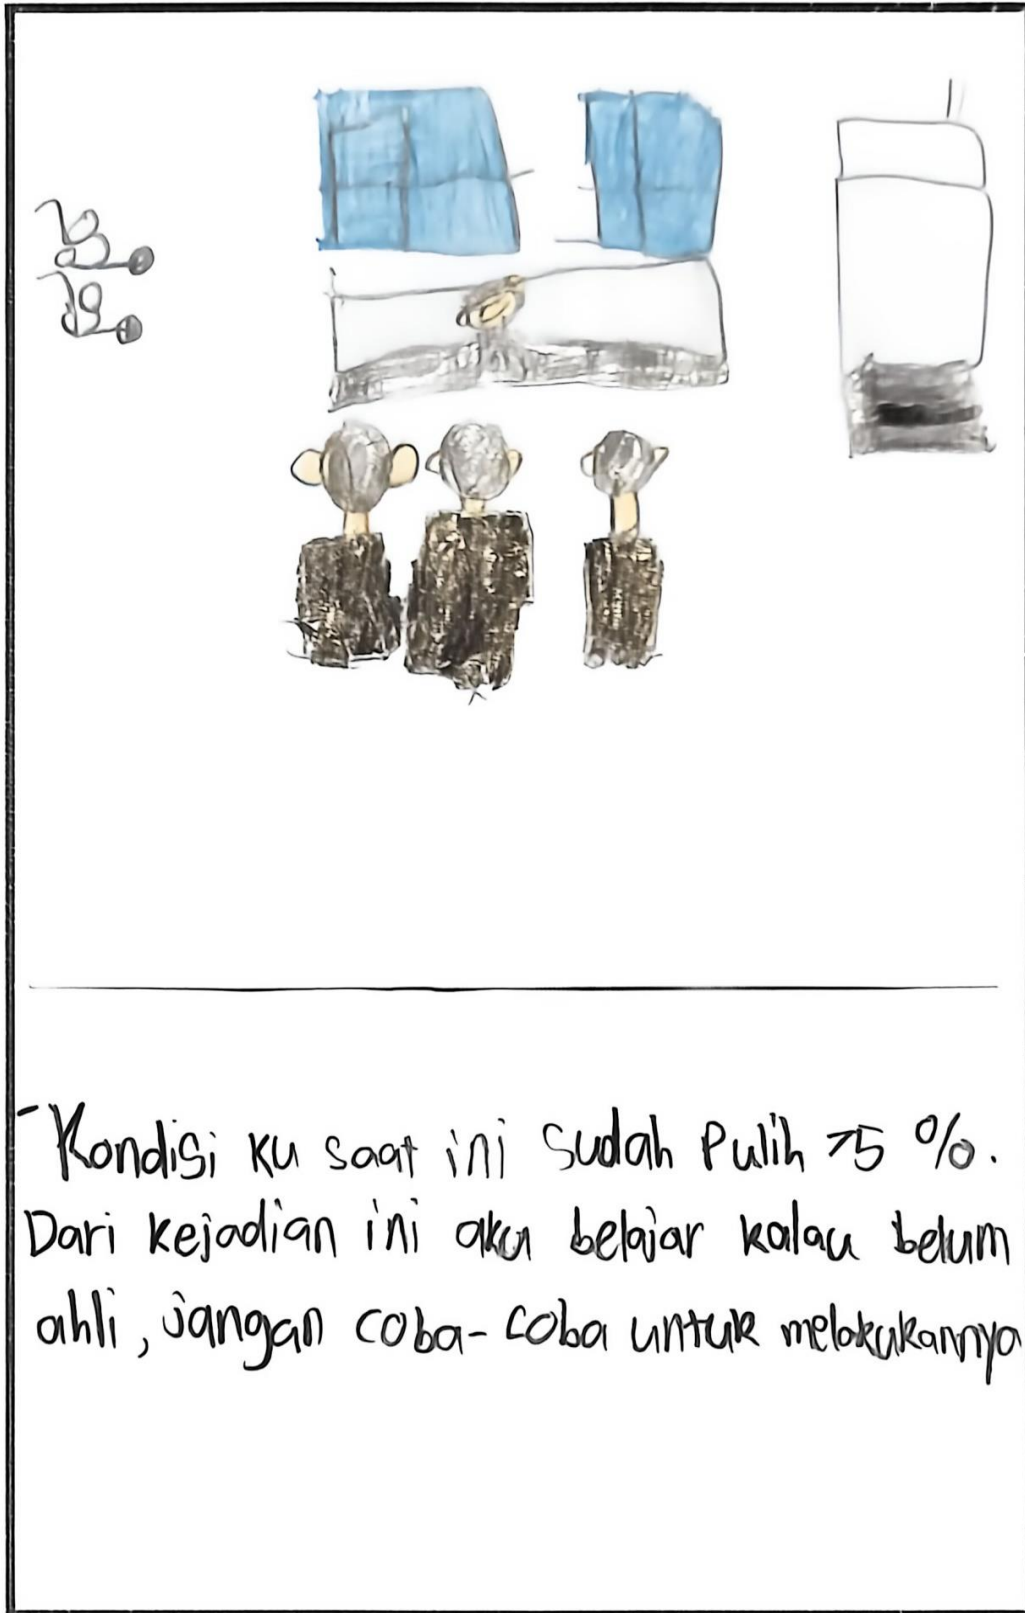 - Kondisi ku saat ini sudah Pulih 75 %.
Dari kejadian ini aku belajar kalau belum
ahli, jangan coba-coba untuk melakukannya